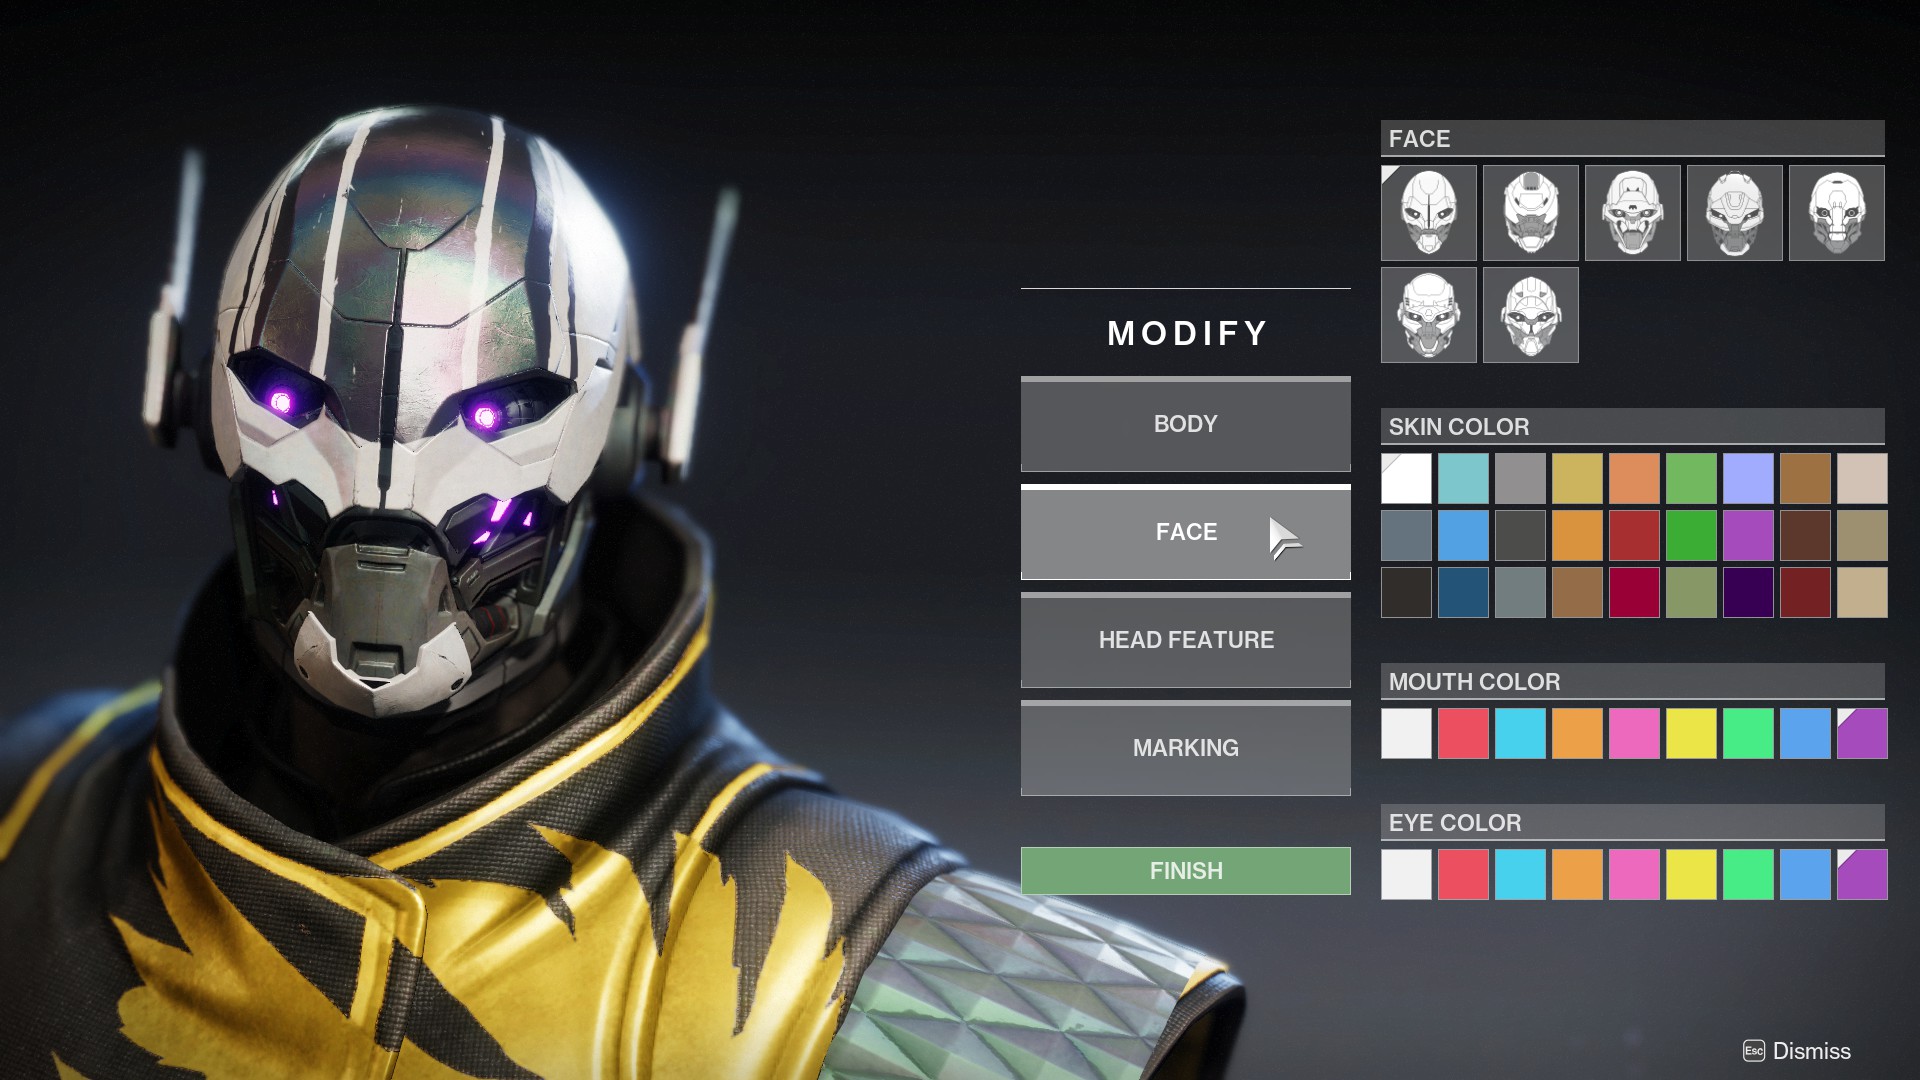 MODIFY
BODY
FACE
HEAD FEATURE
MARKING
FINISH
FACE
SKIN COLOR
MOUTH COLOR
EYE COLOR
Esc Dismiss